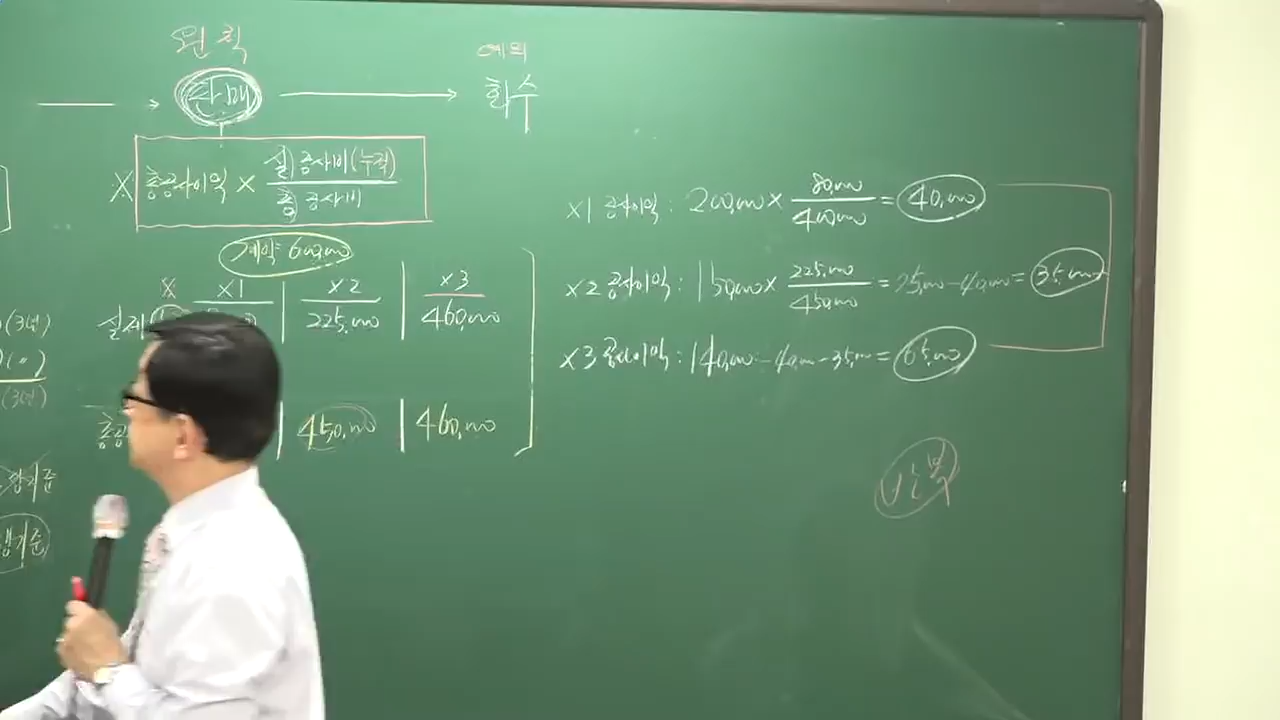 원칙
예외
판매
회수
총공사이익 × 실)공사비(누적)
총)공사비
계약: 600,000
x1 | x2 | x3
225,000 | 460,000
450,000 | 460,000
x1 공사이익: 200,000 × 80,000 / 400,000 = 40,000
x2 공사이익: 150,000 × 225,000 / 450,000 = 75,000 - 40,000 = 35,000
x3 공사이익: 140,000 - 40,000 - 35,000 = 65,000
반복
(3년)
(〃)
(3년)